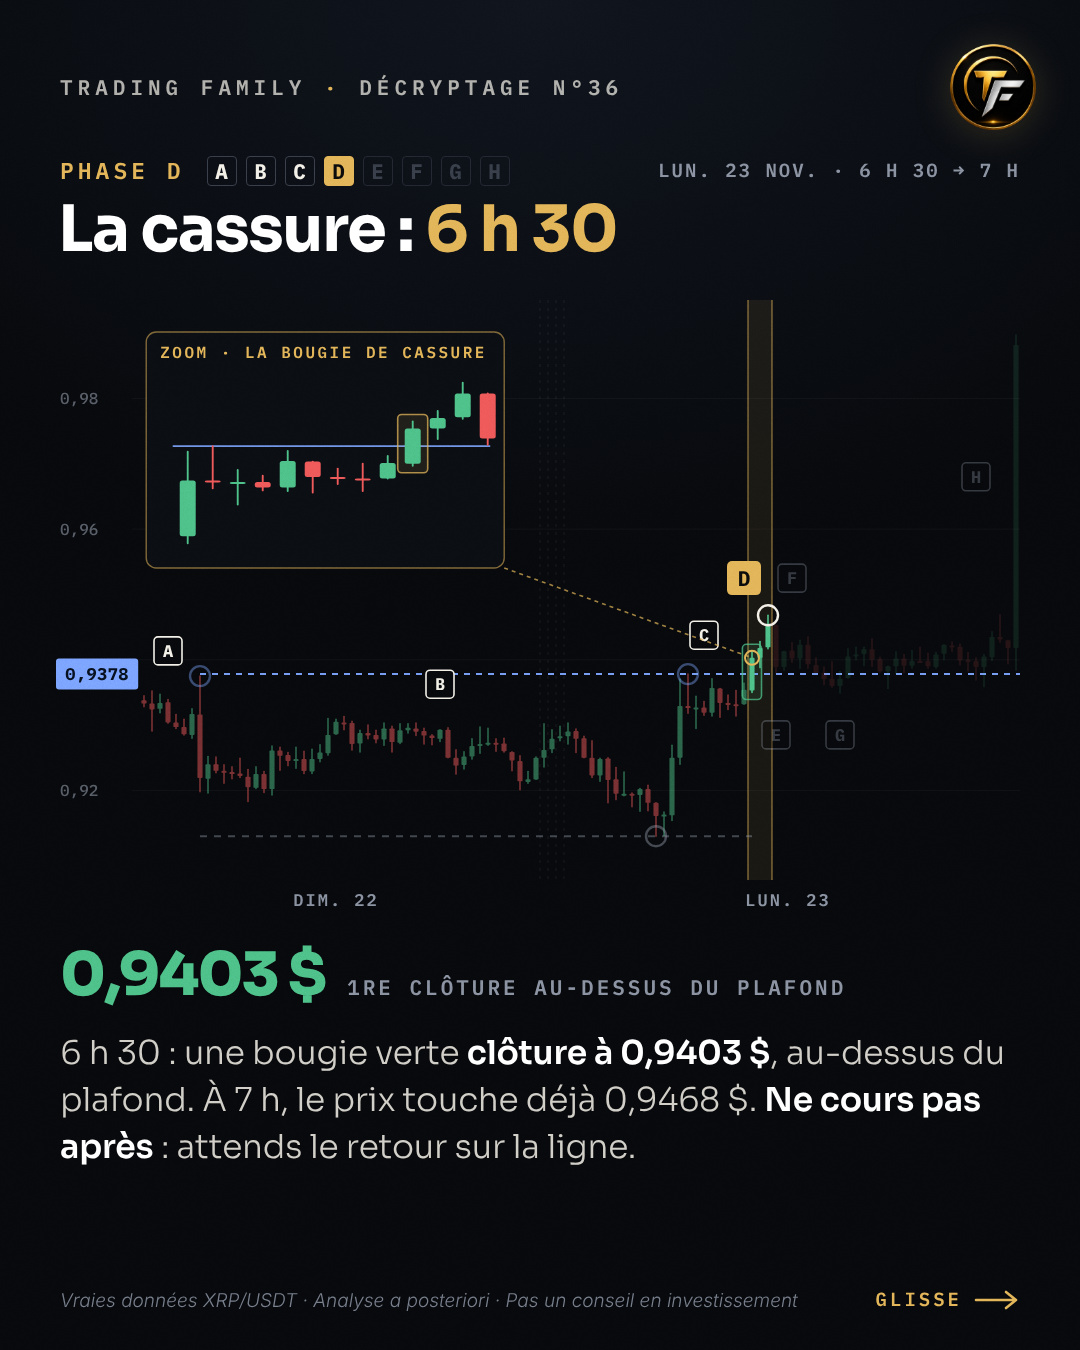 TRADING FAMILY · DÉCRYPTAGE N°36
TF
PHASE D A B C D E F G H
LUN. 23 NOV. · 6 H 30 → 7 H
La cassure : 6 h 30
ZOOM · LA BOUGIE DE CASSURE
0,98
0,96
H
D
F
C
A
0,9378
B
E
G
0,92
DIM. 22
LUN. 23
0,9403 $ 1RE CLÔTURE AU-DESSUS DU PLAFOND
6 h 30 : une bougie verte clôture à 0,9403 $, au-dessus du
plafond. À 7 h, le prix touche déjà 0,9468 $. Ne cours pas
après : attends le retour sur la ligne.
Vraies données XRP/USDT · Analyse a posteriori · Pas un conseil en investissement
GLISSE →